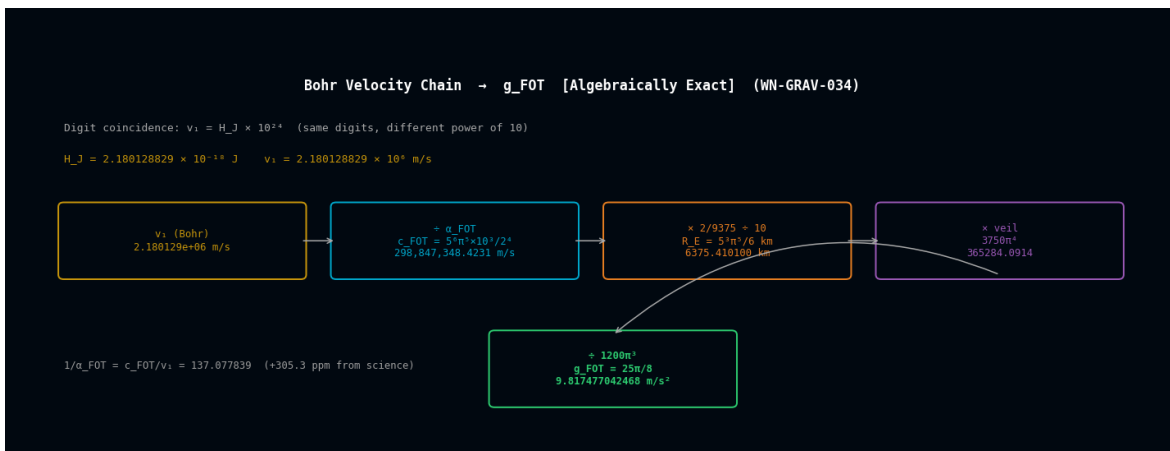 Bohr Velocity Chain → g_FOT [Algebraically Exact] (WN-GRAV-034)
Digit coincidence: v₁ = H_J × 10²⁴ (same digits, different power of 10)
H_J = 2.180128829 × 10⁻¹⁸ J v₁ = 2.180128829 × 10⁶ m/s
v₁ (Bohr)
2.180129e+06 m/s
÷ α_FOT
c_FOT = 5⁶π⁵×10³/2⁴
298,847,348.4231 m/s
× 2/9375 ÷ 10
R_E = 5³π⁵/6 km
6375.410100 km
× veil
3750π⁴
365284.0914
1/α_FOT = c_FOT/v₁ = 137.077839 (+305.3 ppm from science)
÷ 1200π³
g_FOT = 25π/8
9.817477042468 m/s²